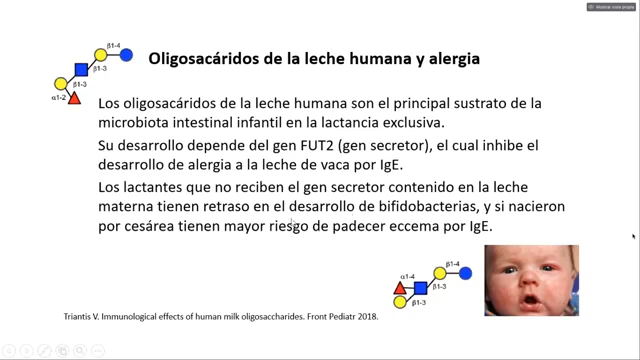 Mostrar vista propia
β1-4
Oligosacáridos de la leche humana y alergia
β1-3
β1-3
α1-2
Los oligosacáridos de la leche humana son el principal sustrato de la
microbiota intestinal infantil en la lactancia exclusiva.
Su desarrollo depende del gen FUT2 (gen secretor), el cual inhibe el
desarrollo de alergia a la leche de vaca por IgE.
Los lactantes que no reciben el gen secretor contenido en la leche
materna tienen retraso en el desarrollo de bifidobacterias, y si nacieron
por cesárea tienen mayor riesgo de padecer eccema por IgE.
β1-4
α1-4
β1-3
β1-3
Triantis V. Immunological effects of human milk oligosaccharides. Front Pediatr 2018.